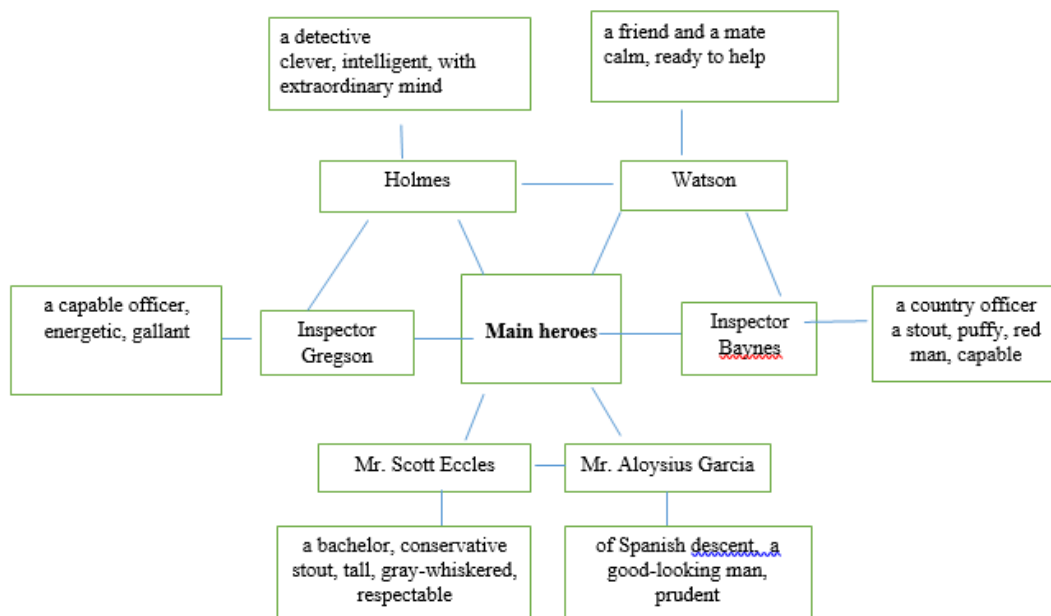 a detective
clever, intelligent, with
extraordinary mind
a friend and a mate
calm, ready to help
Holmes
Watson
a capable officer,
energetic, gallant
Inspector
Gregson
Main heroes
Inspector
Baynes
a country officer
a stout, puffy, red
man, capable
Mr. Scott Eccles
Mr. Aloysius Garcia
a bachelor, conservative
stout, tall, gray-whiskered,
respectable
of Spanish descent, a
good-looking man,
prudent